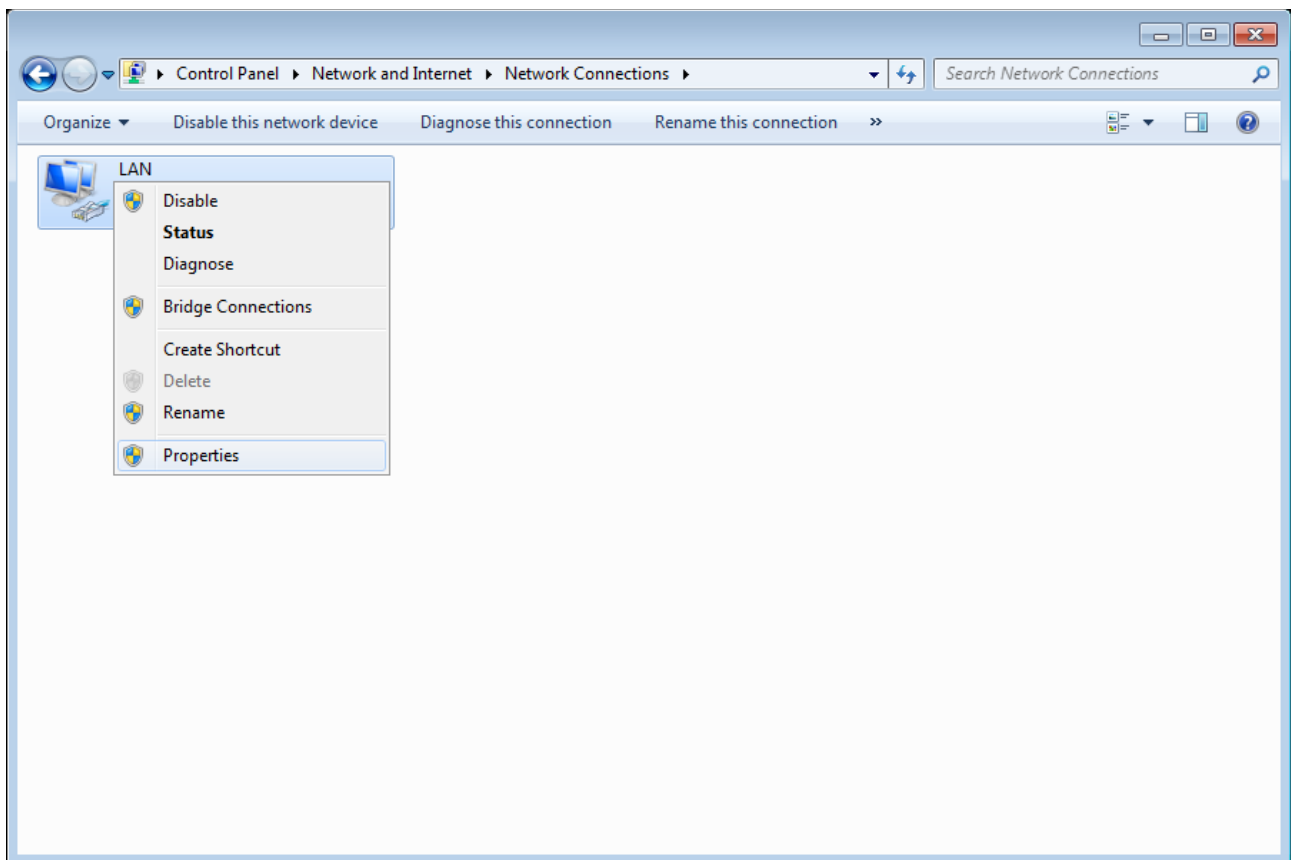 Control Panel Network and Internet Network Connections Search Network Connections
Organize Disable this network device Diagnose this connection Rename this connection »
LAN
Disable
Status
Diagnose
Bridge Connections
Create Shortcut
Delete
Rename
Properties